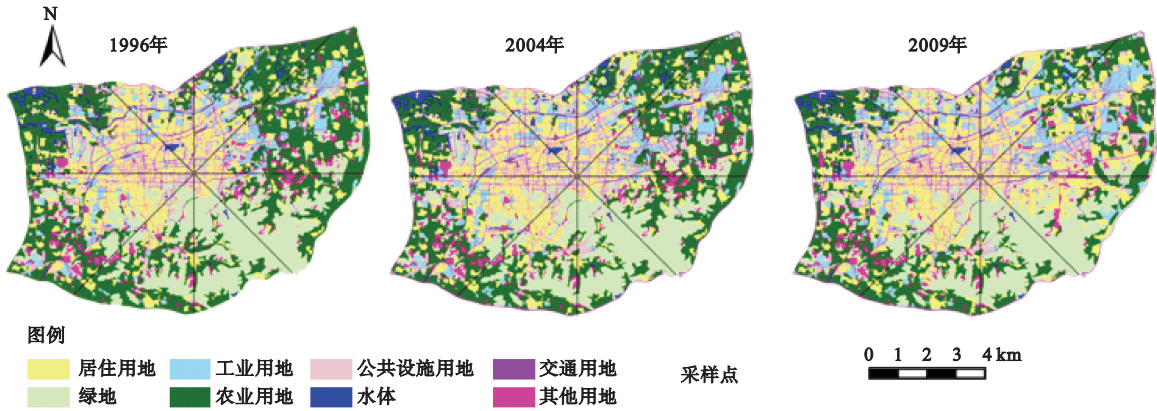 N
1996年
2004年
2009年
图例
居住用地 工业用地 公共设施用地 交通用地
绿地 农业用地 水体 其他用地
采样点
0 1 2 3 4 km